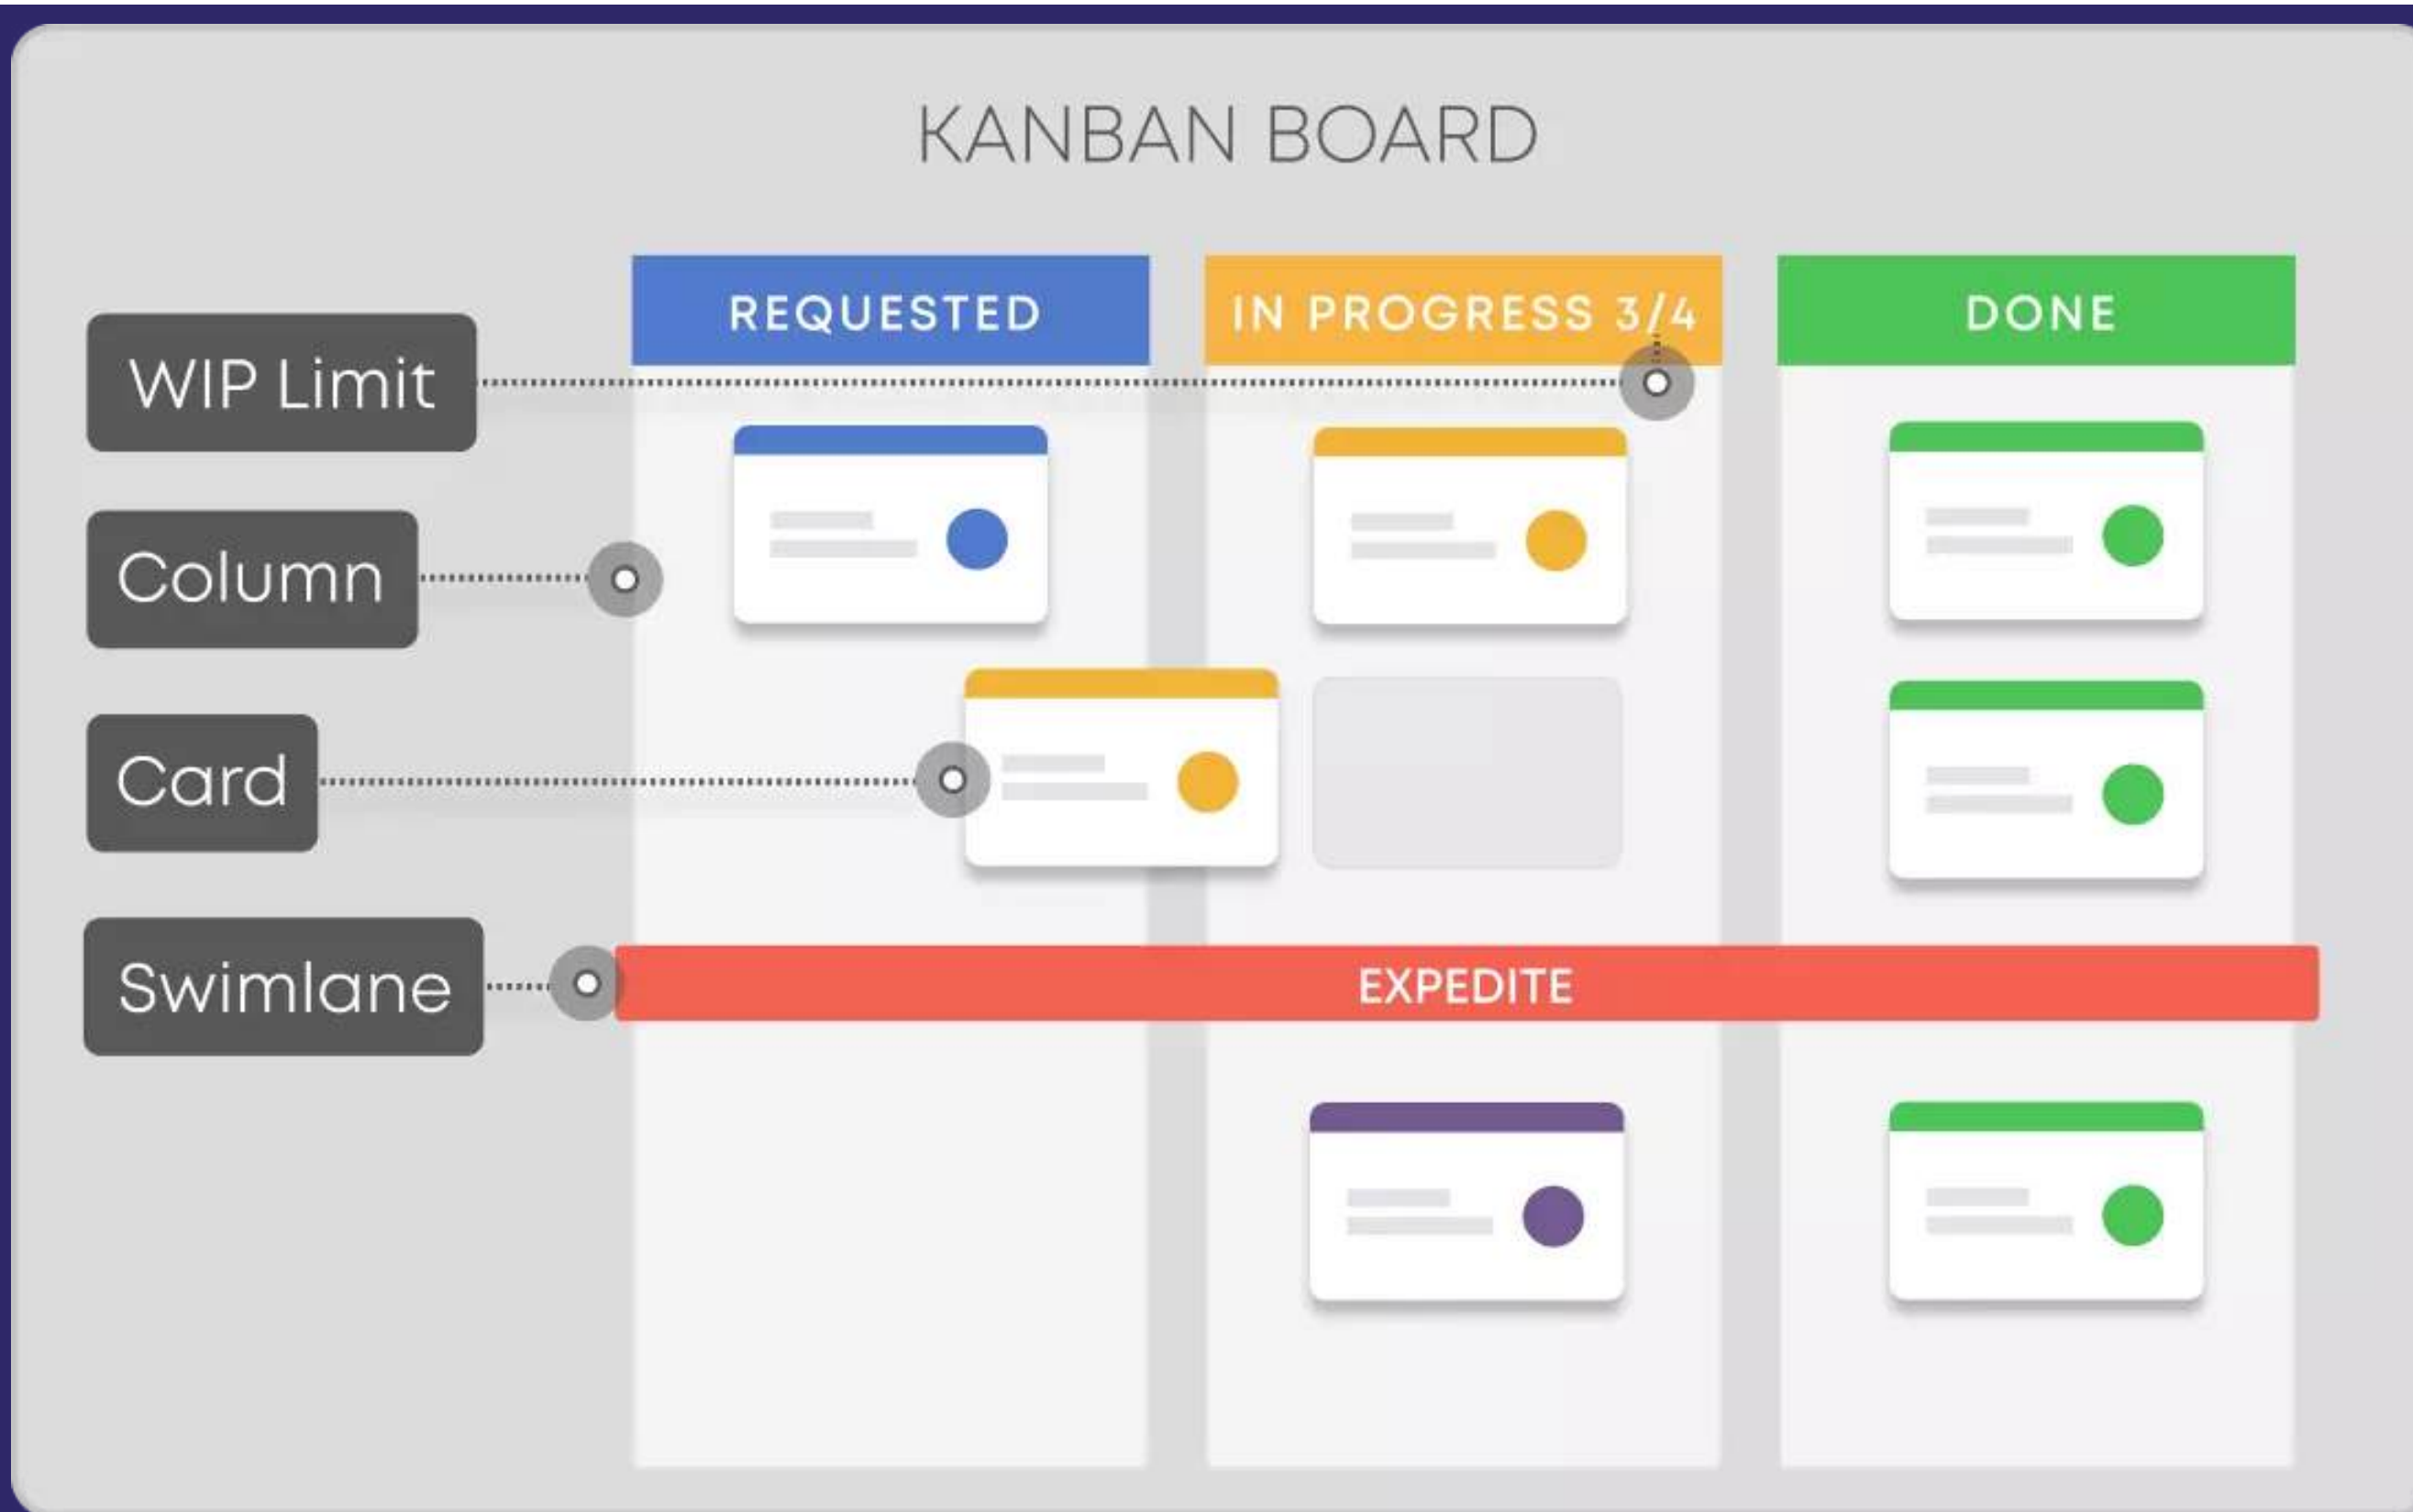 KANBAN BOARD
REQUESTED
IN PROGRESS 3/4
DONE
WIP Limit
Column
Card
Swimlane
EXPEDITE